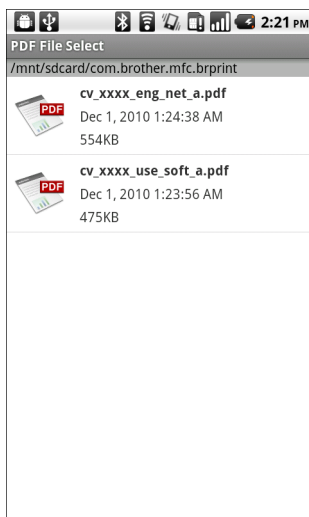 2:21 PM
PDF File Select
/mnt/sdcard/com.brother.mfc.brprint
PDF
cv_xxxx_eng_net_a.pdf
Dec 1, 2010 1:24:38 AM
554KB
PDF
cv_xxxx_use_soft_a.pdf
Dec 1, 2010 1:23:56 AM
475KB